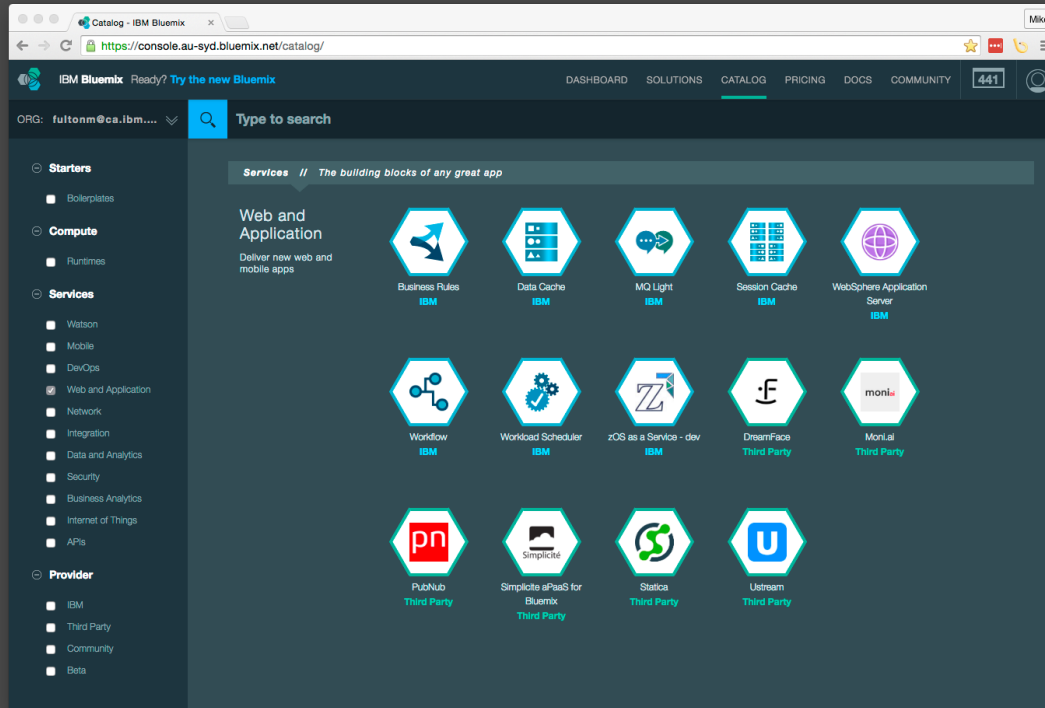 Catalog - IBM Bluemix
Mike
https://console.au-syd.bluemix.net/catalog/
IBM Bluemix Ready? Try the new Bluemix
DASHBOARD SOLUTIONS CATALOG PRICING DOCS COMMUNITY 441
ORG: fultonm@ca.ibm....
Type to search
Starters
Boilerplates
Compute
Runtimes
Services
Watson
Mobile
DevOps
Web and Application
Network
Integration
Data and Analytics
Security
Business Analytics
Internet of Things
APIs
Provider
IBM
Third Party
Community
Beta
Services // The building blocks of any great app
Web and
Application
Deliver new web and
mobile apps
Business Rules
IBM
Data Cache
IBM
MQ Light
IBM
Session Cache
IBM
WebSphere Application
Server
IBM
Workflow
IBM
Workload Scheduler
IBM
Z
zOS as a Service - dev
IBM
DreamFace
Third Party
moniai
Moni.ai
Third Party
pn
PubNub
Third Party
Simplicité
Simplicite aPaaS for
Bluemix
Third Party
Statica
Third Party
U
Ustream
Third Party